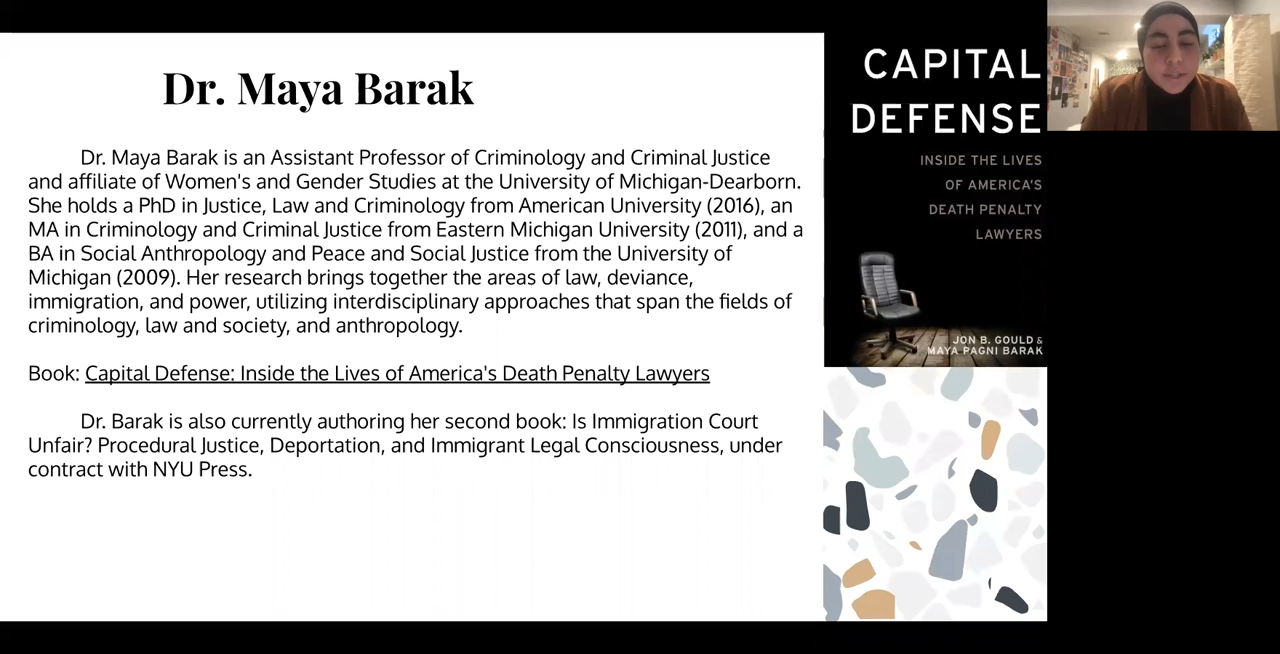 Dr. Maya Barak
Dr. Maya Barak is an Assistant Professor of Criminology and Criminal Justice
and affiliate of Women's and Gender Studies at the University of Michigan-Dearborn.
She holds a PhD in Justice, Law and Criminology from American University (2016), an
MA in Criminology and Criminal Justice from Eastern Michigan University (2011), and a
BA in Social Anthropology and Peace and Social Justice from the University of
Michigan (2009). Her research brings together the areas of law, deviance,
immigration, and power, utilizing interdisciplinary approaches that span the fields of
criminology, law and society, and anthropology.
Book: Capital Defense: Inside the Lives of America's Death Penalty Lawyers
Dr. Barak is also currently authoring her second book: Is Immigration Court
Unfair? Procedural Justice, Deportation, and Immigrant Legal Consciousness, under
contract with NYU Press.
CAPITAL
DEFENSE
INSIDE THE LIVES
OF AMERICA'S
DEATH PENALTY
LAWYERS
JON B. GOULD &
MAYA PAGNI BARAK